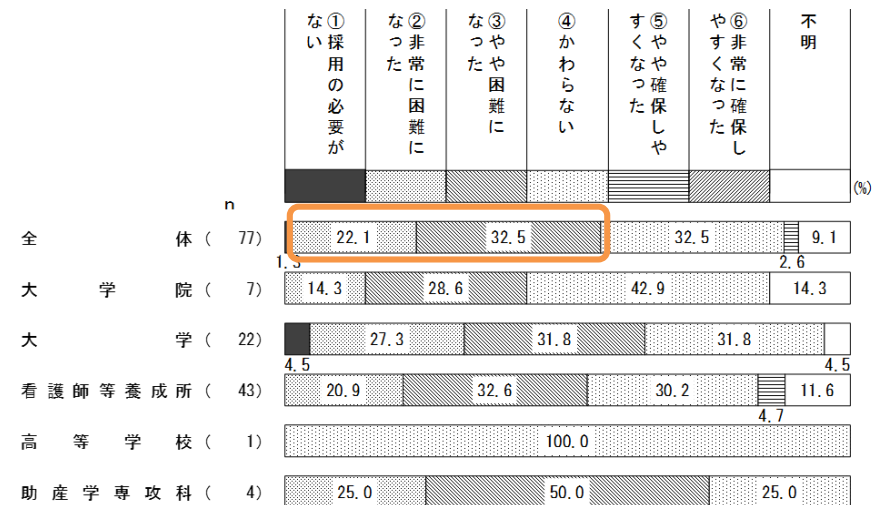 ①採用の必要がない
②非常に困難になった
③やや困難になった
④かわらない
⑤やや確保しやすくなった
⑥非常に確保しやすくなった
不明
(%)
n
全体( 77) 22.1 32.5 32.5 9.1
1.3 2.6
大学院( 7) 14.3 28.6 42.9 14.3
大学( 22) 27.3 31.8 31.8
4.5 4.5
看護師等養成所( 43) 20.9 32.6 30.2 11.6
4.7
高等学校( 1) 100.0
助産学専攻科( 4) 25.0 50.0 25.0